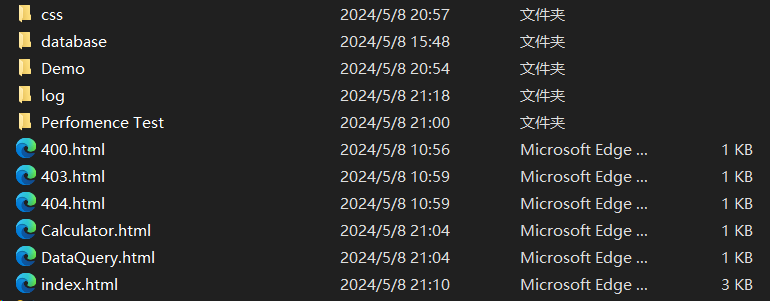 css 2024/5/8 20:57 文件夹
database 2024/5/8 15:48 文件夹
Demo 2024/5/8 20:54 文件夹
log 2024/5/8 21:18 文件夹
Perfomence Test 2024/5/8 21:00 文件夹
400.html 2024/5/8 10:56 Microsoft Edge ... 1 KB
403.html 2024/5/8 10:59 Microsoft Edge ... 1 KB
404.html 2024/5/8 10:59 Microsoft Edge ... 1 KB
Calculator.html 2024/5/8 21:04 Microsoft Edge ... 1 KB
DataQuery.html 2024/5/8 21:04 Microsoft Edge ... 1 KB
index.html 2024/5/8 21:10 Microsoft Edge ... 3 KB